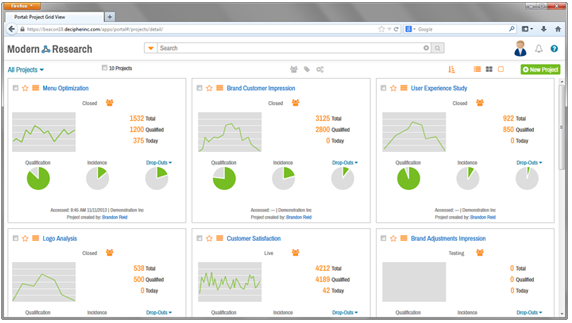 Firefox
Portal: Project Grid View
https://beacon10.decipherinc.com/apps/portal/#/projects/detail/
Google
Modern Research
Search
All Projects
10 Projects
New Project
Menu Optimization
Closed
1532 Total
1200 Qualified
375 Today
Qualification Incidence Drop-Outs
Accessed: 9:46 AM 11/21/2013 | Demonstration Inc
Project created by: Brandon Reid
Brand Customer Impression
Closed
3125 Total
2800 Qualified
0 Today
Qualification Incidence Drop-Outs
Accessed: — | Demonstration Inc
Project created by: Brandon Reid
User Experience Study
Closed
922 Total
850 Qualified
0 Today
Qualification Incidence Drop-Outs
Accessed: — | Demonstration Inc
Project created by: Brandon Reid
Logo Analysis
Closed
538 Total
500 Qualified
0 Today
Qualification Incidence Drop-Outs
Customer Satisfaction
Live
4212 Total
4189 Qualified
42 Today
Qualification Incidence Drop-Outs
Brand Adjustments Impression
Testing
0 Total
0 Qualified
0 Today
Qualification Incidence Drop-Outs